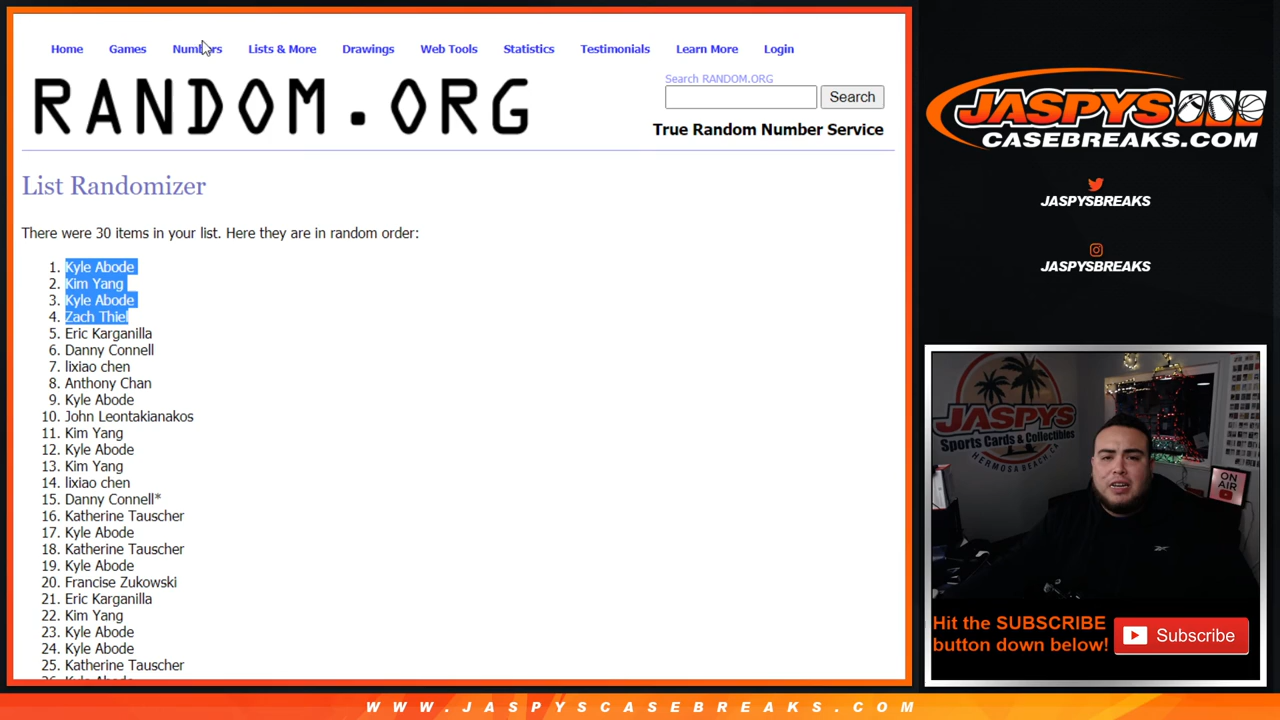 Home Games Numbers Lists & More Drawings Web Tools Statistics Testimonials Learn More Login
RANDOM.ORG
Search RANDOM.ORG
Search
True Random Number Service
List Randomizer
There were 30 items in your list. Here they are in random order:
1. Kyle Abode
2. Kim Yang
3. Kyle Abode
4. Zach Thiel
5. Eric Karganilla
6. Danny Connell
7. lixiao chen
8. Anthony Chan
9. Kyle Abode
10. John Leontakianakos
11. Kim Yang
12. Kyle Abode
13. Kim Yang
14. lixiao chen
15. Danny Connell*
16. Katherine Tauscher
17. Kyle Abode
18. Katherine Tauscher
19. Kyle Abode
20. Francise Zukowski
21. Eric Karganilla
22. Kim Yang
23. Kyle Abode
24. Kyle Abode
25. Katherine Tauscher
JASPYS
CASEBREAKS.COM
JASPYSBREAKS
JASPYSBREAKS
JASPYS
Sports Cards & Collectibles
HERMOSA BEACH, CA
ON AIR
Hit the SUBSCRIBE
button down below!
Subscribe
WWW.JASPYSCASEBREAKS.COM